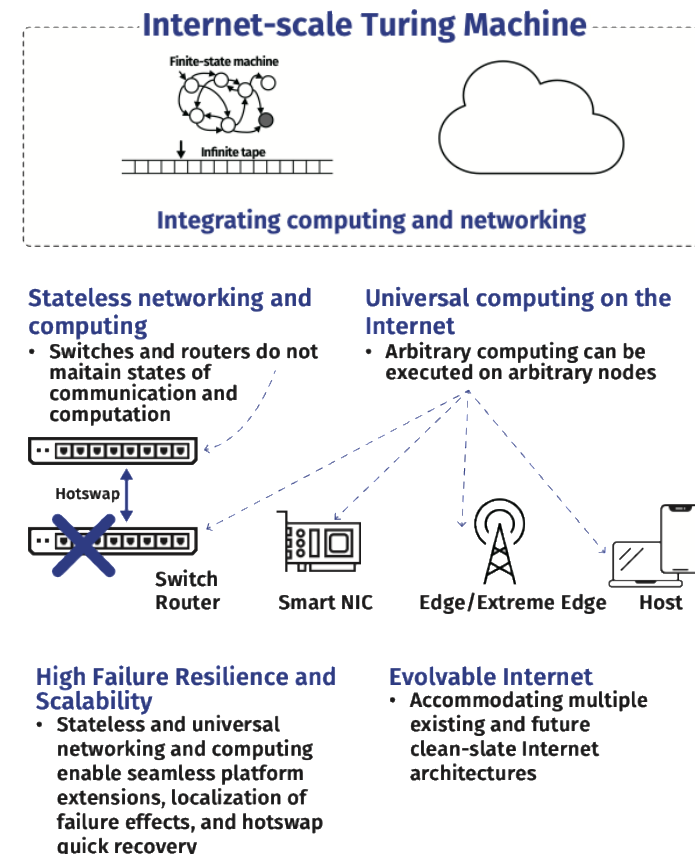 Internet-scale Turing Machine
Finite-state machine
Infinite tape
Integrating computing and networking
Stateless networking and
computing
• Switches and routers do not
maitain states of
communication and
computation
Universal computing on the
Internet
• Arbitrary computing can be
executed on arbitrary nodes
Hotswap
Switch
Router
Smart NIC
Edge/Extreme Edge
Host
High Failure Resilience and
Scalability
• Stateless and universal
networking and computing
enable seamless platform
extensions, localization of
failure effects, and hotswap
quick recovery
Evolvable Internet
• Accommodating multiple
existing and future
clean-slate Internet
architectures